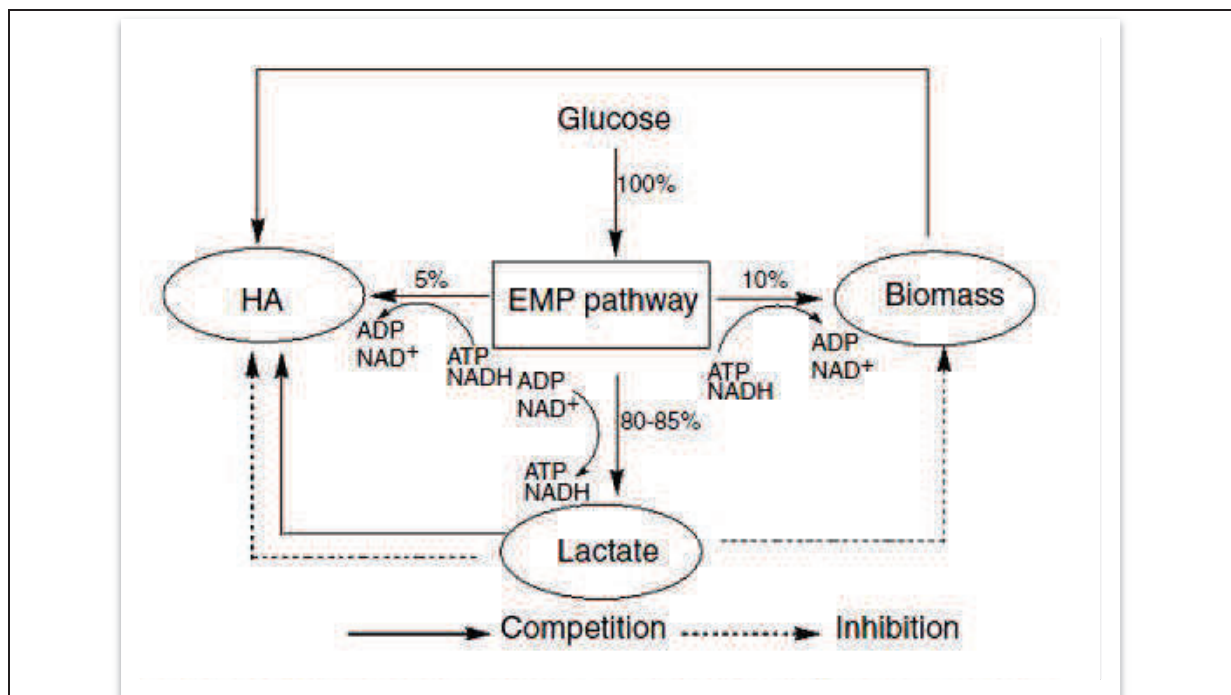 Glucose
100%
5%
10%
HA
EMP pathway
Biomass
ADP
NAD+
ATP
NADH
ADP
NAD+
ATP
NADH
ADP
NAD+
80-85%
ATP
NADH
Lactate
Competition
Inhibition